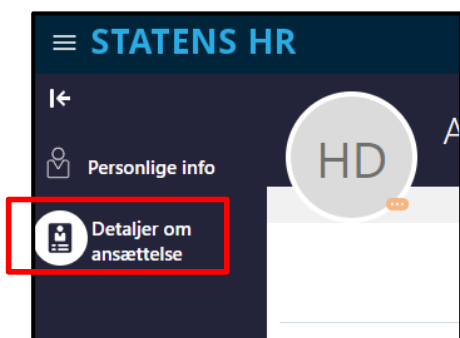 STATENS HR
A
HD
Personlige info
Detaljer om
ansættelse